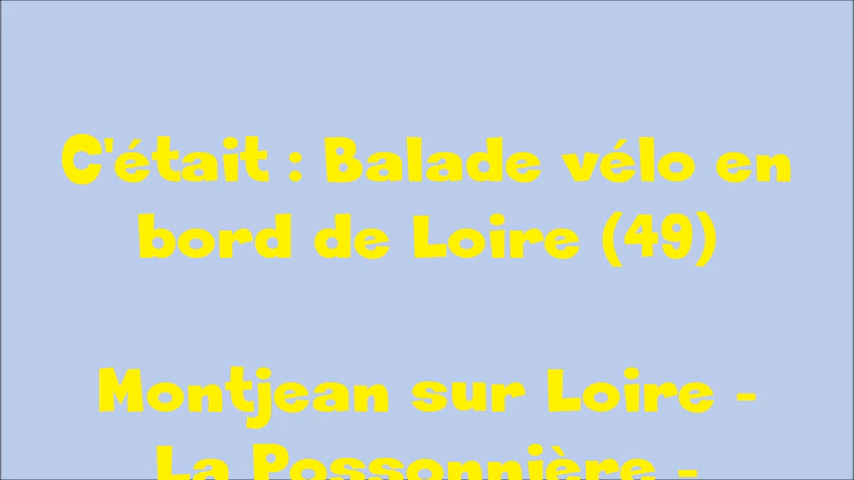 C'était : Balade vélo en
bord de Loire (49)
Montjean sur Loire -
La Possonnière -